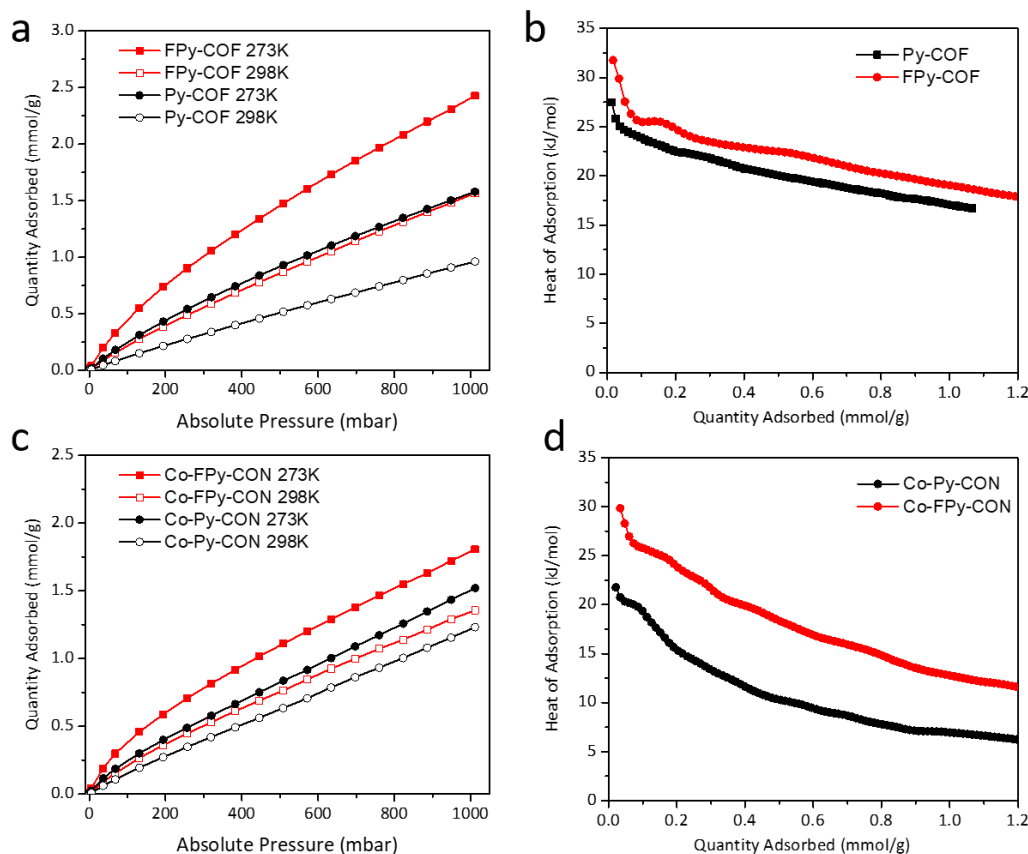 a
3.0
2.5
2.0
1.5
1.0
0.5
0.0
Quantity Adsorbed (mmol/g)
FPy-COF 273K
FPy-COF 298K
Py-COF 273K
Py-COF 298K
0 200 400 600 800 1000
Absolute Pressure (mbar)
b
35
30
25
20
15
10
5
0
Heat of Adsorption (kJ/mol)
Py-COF
FPy-COF
0.0 0.2 0.4 0.6 0.8 1.0 1.2
Quantity Adsorbed (mmol/g)
c
2.5
2.0
1.5
1.0
0.5
0.0
Quantity Adsorbed (mmol/g)
Co-FPy-CON 273K
Co-FPy-CON 298K
Co-Py-CON 273K
Co-Py-CON 298K
0 200 400 600 800 1000
Absolute Pressure (mbar)
d
35
30
25
20
15
10
5
0
Heat of Adsorption (kJ/mol)
Co-Py-CON
Co-FPy-CON
0.0 0.2 0.4 0.6 0.8 1.0 1.2
Quantity Adsorbed (mmol/g)